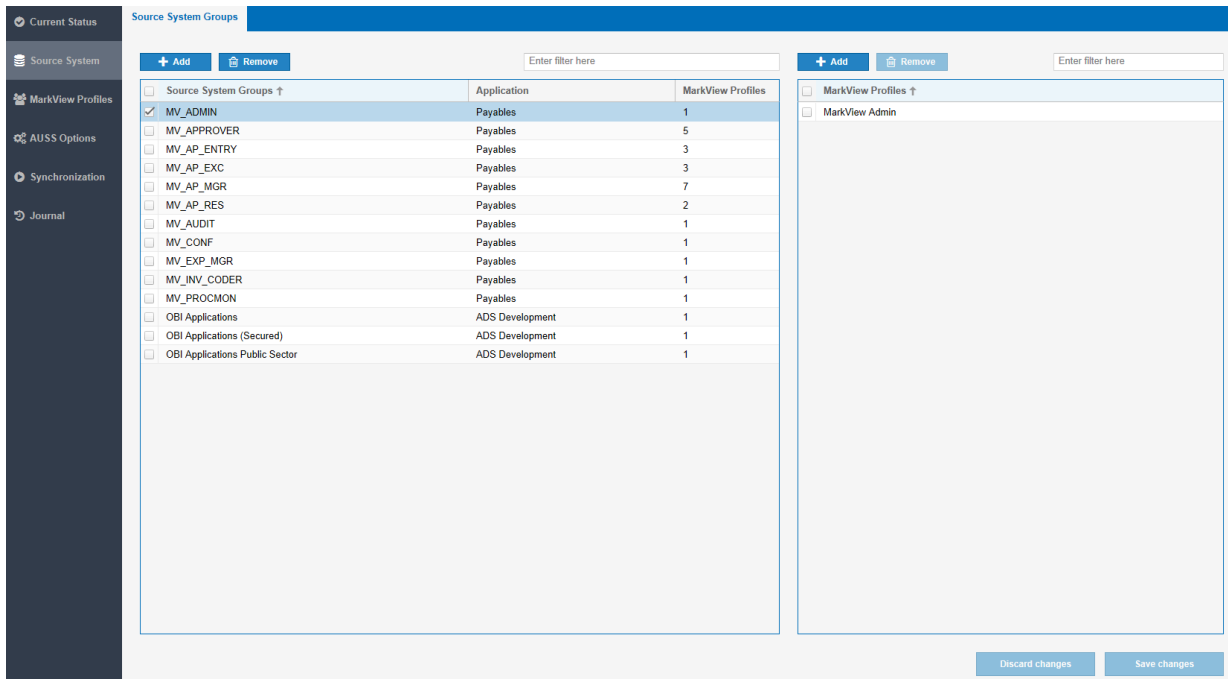 Current Status
Source System
MarkView Profiles
AUSS Options
Synchronization
Journal
Source System Groups
Add Remove Enter filter here
Source System Groups ↑ Application MarkView Profiles
MV_ADMIN Payables 1
MV_APPROVER Payables 5
MV_AP_ENTRY Payables 3
MV_AP_EXC Payables 3
MV_AP_MGR Payables 7
MV_AP_RES Payables 2
MV_AUDIT Payables 1
MV_CONF Payables 1
MV_EXP_MGR Payables 1
MV_INV_CODER Payables 1
MV_PROCMON Payables 1
OBI Applications ADS Development 1
OBI Applications (Secured) ADS Development 1
OBI Applications Public Sector ADS Development 1
Add Remove Enter filter here
MarkView Profiles ↑
MarkView Admin
Discard changes Save changes